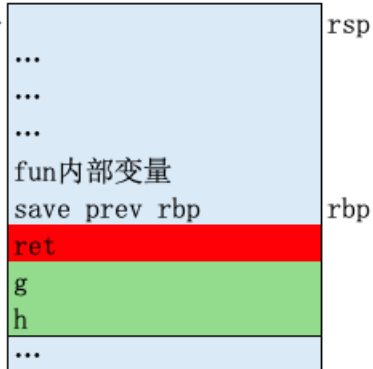 rsp
…
…
…
fun内部变量
save prev rbp rbp
ret
g
h
…